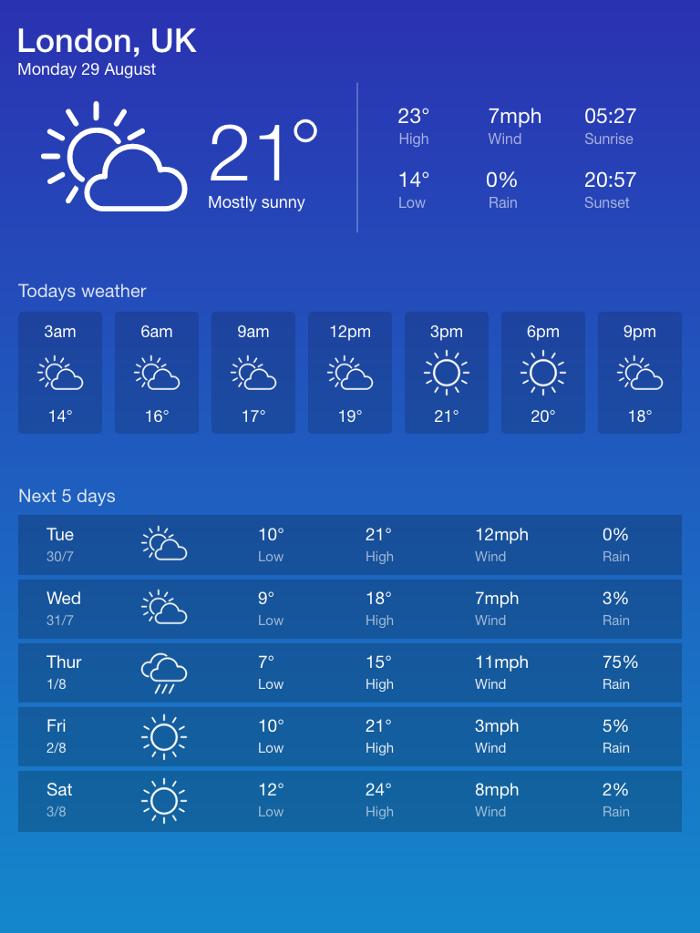 London, UK
Monday 29 August
21°
Mostly sunny
23° 7mph 05:27
High Wind Sunrise
14° 0% 20:57
Low Rain Sunset
Todays weather
3am 6am 9am 12pm 3pm 6pm 9pm
14° 16° 17° 19° 21° 20° 18°
Next 5 days
Tue 10° 21° 12mph 0%
30/7 Low High Wind Rain
Wed 9° 18° 7mph 3%
31/7 Low High Wind Rain
Thur 7° 15° 11mph 75%
1/8 Low High Wind Rain
Fri 10° 21° 3mph 5%
2/8 Low High Wind Rain
Sat 12° 24° 8mph 2%
3/8 Low High Wind Rain